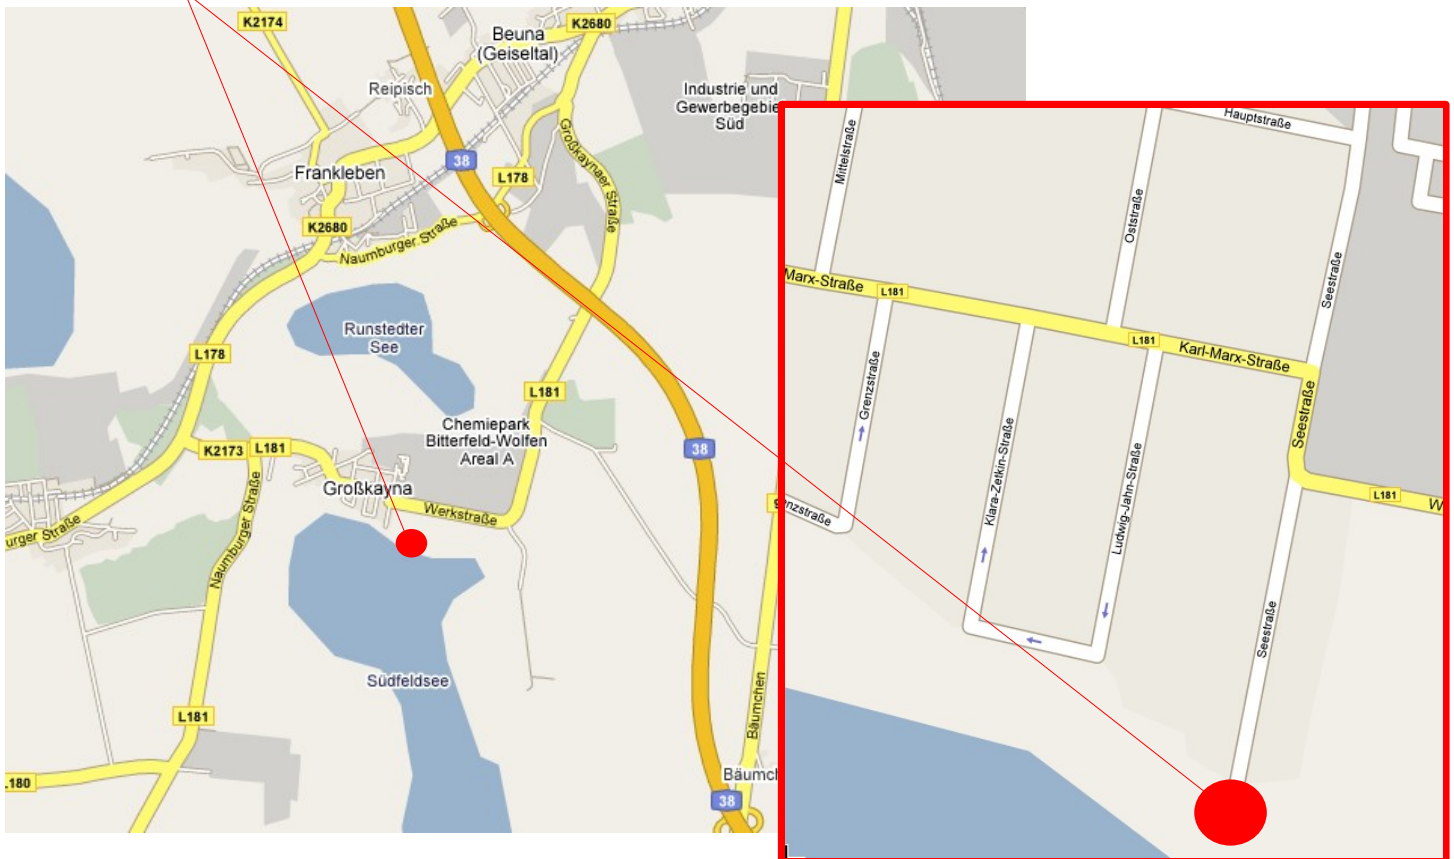 K2174
K2680
Beuna
(Geiseltal)
Reipisch
Industrie und
Gewerbegebie
Süd
Großkaynaer Straße
38
Frankleben
L178
K2680
Naumburger Straße
Runstedter
See
L178
L181
Chemiepark
Bitterfeld-Wolfen
Areal A
38
K2173
L181
Großkayna
Werkstraße
urger Straße
Naumburger Straße
9
Südfeldsee
L181
Bäumchen
.180
Bäumch
38
Hauptstraße
Mittelstraße
Oststraße
Seestraße
Marx-Straße
L181
L181
Karl-Marx-Straße
Grenzstraße
Seestraße
Klara-Zetkin-Straße
Ludwig-Jahn-Straße
L181
W
enzstraße
Seestraße